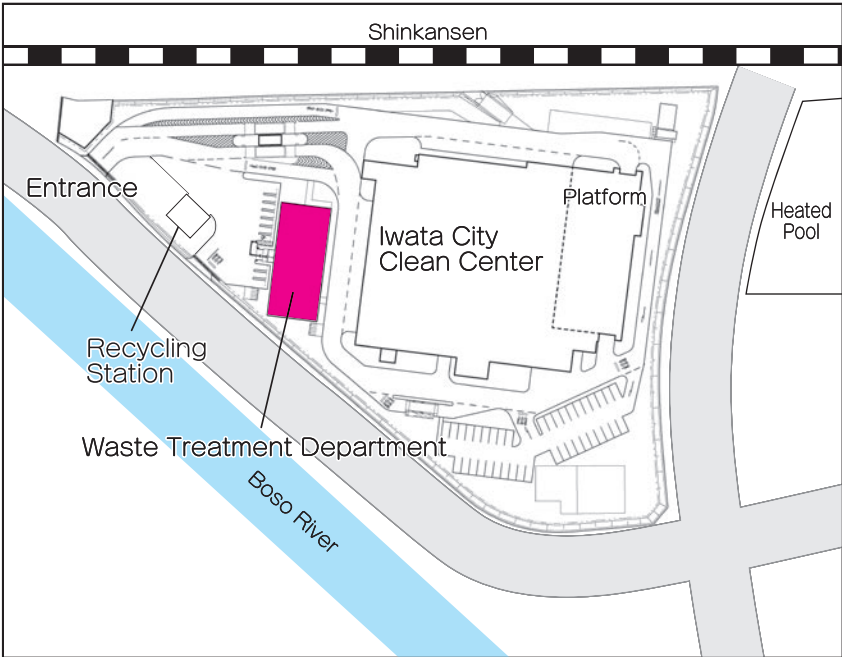 Shinkansen
Entrance
Platform
Heated
Pool
Iwata City
Clean Center
Recycling
Station
Waste Treatment Department
Boso River